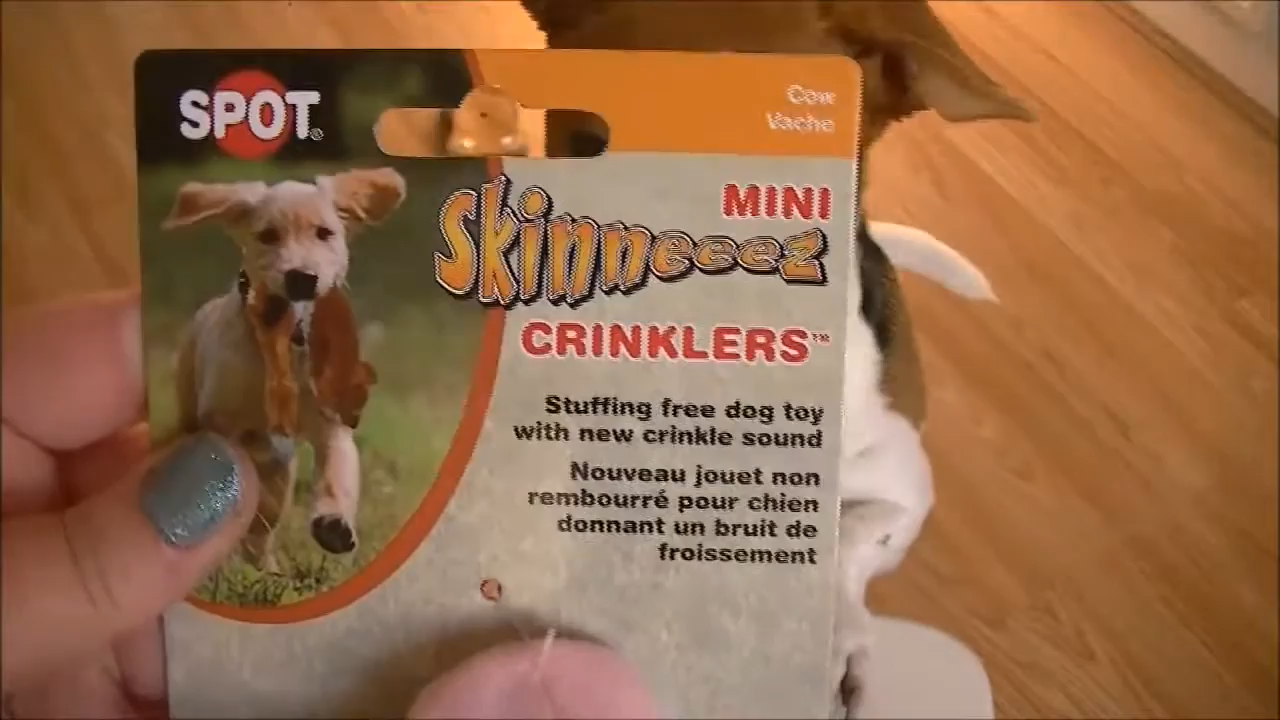 SPOT®
Cow
Vache
MINI
Skinneeez
CRINKLERS™
Stuffing free dog toy
with new crinkle sound
Nouveau jouet non
rembourré pour chien
donnant un bruit de
froissement